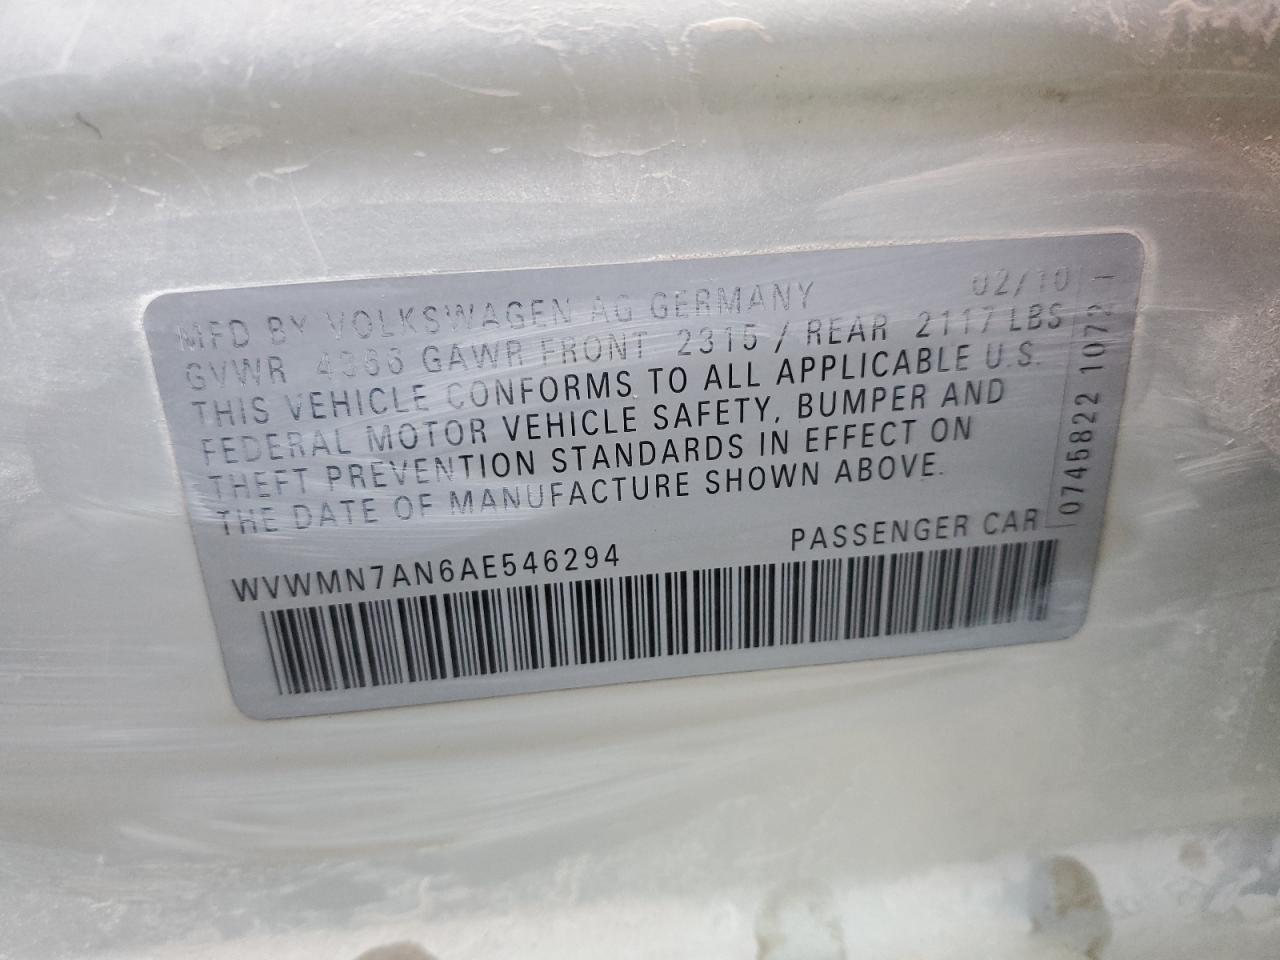 02/10
MFD BY VOLKSWAGEN AG GERMANY
GVWR 4366 GAWR FRONT 2315 / REAR 2117 LBS
THIS VEHICLE CONFORMS TO ALL APPLICABLE U.S.
FEDERAL MOTOR VEHICLE SAFETY, BUMPER AND
THEFT PREVENTION STANDARDS IN EFFECT ON
THE DATE OF MANUFACTURE SHOWN ABOVE.
WVWMN7AN6AE546294 PASSENGER CAR
0745822